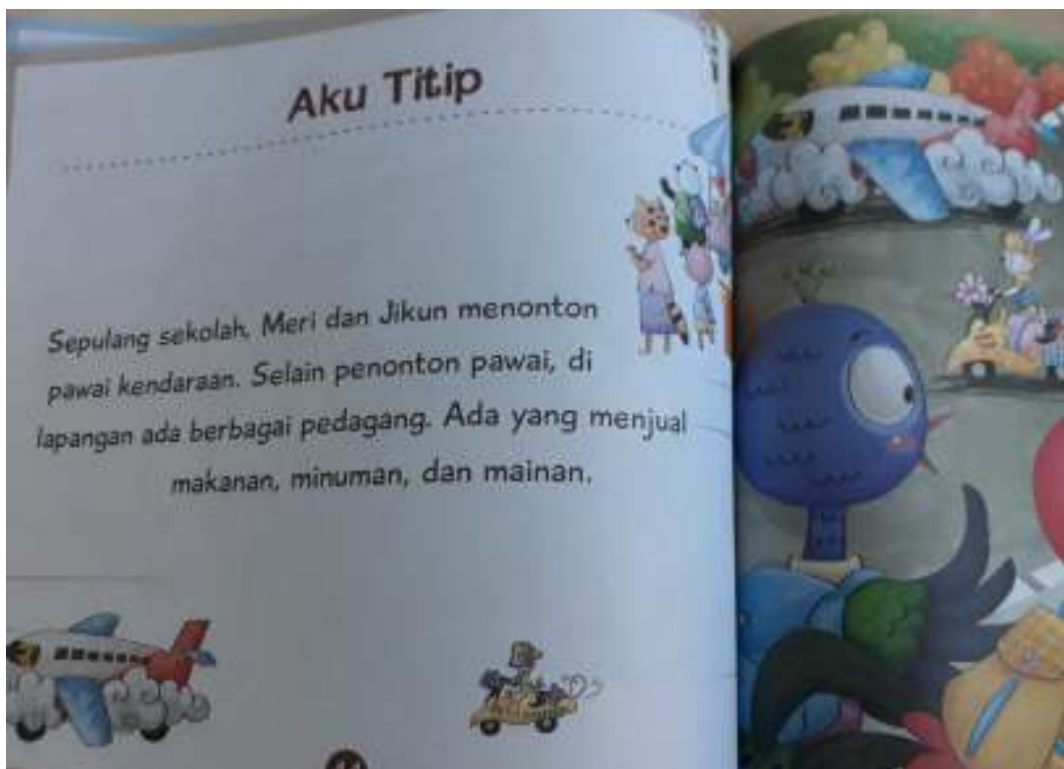 Aku Titip
Sepulang sekolah, Meri dan Jikun menonton
pawai kendaraan. Selain penonton pawai, di
lapangan ada berbagai pedagang. Ada yang menjual
makanan, minuman, dan mainan.